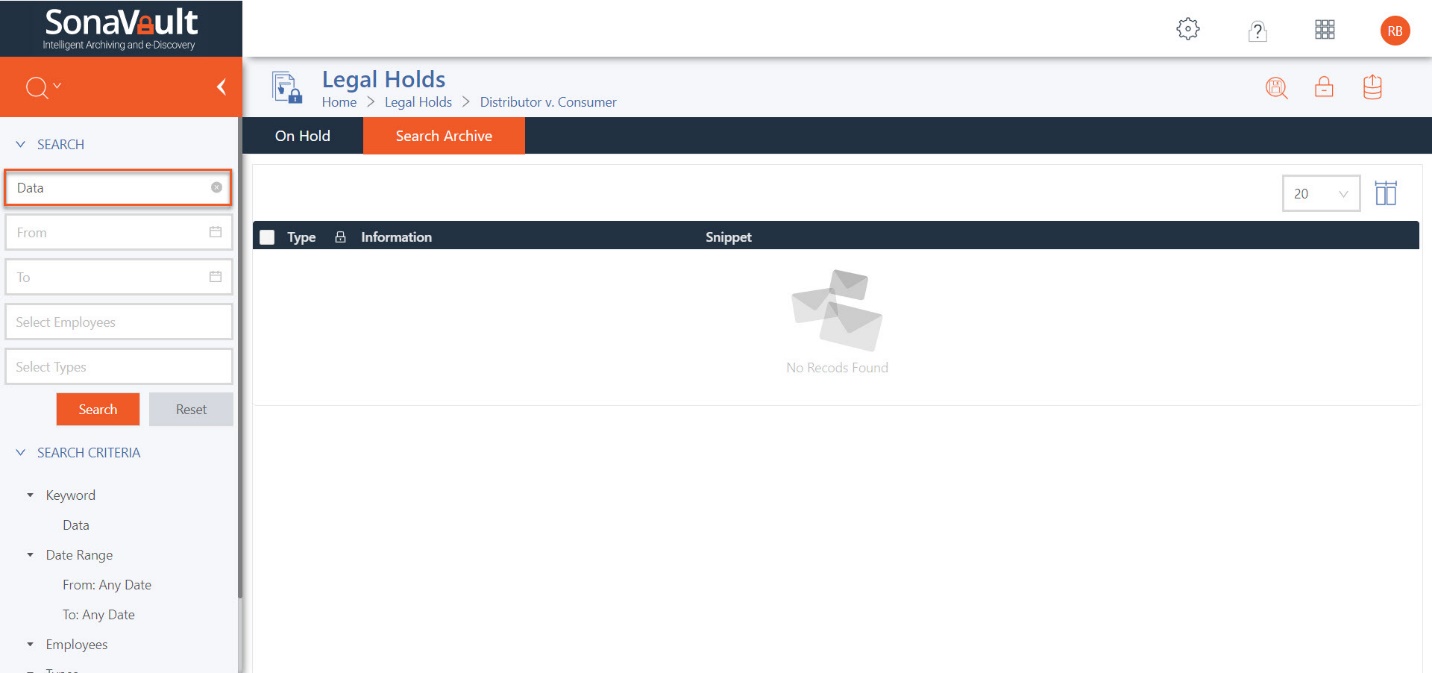 SonaVault
Intelligent Archiving and e-Discovery
?
RB
Legal Holds
Home > Legal Holds > Distributor v. Consumer
On Hold
Search Archive
SEARCH
Data
From
To
Select Employees
Select Types
Search
Reset
SEARCH CRITERIA
Keyword
Data
Date Range
From: Any Date
To: Any Date
Employees
Types
20
Type Information Snippet
No Recods Found